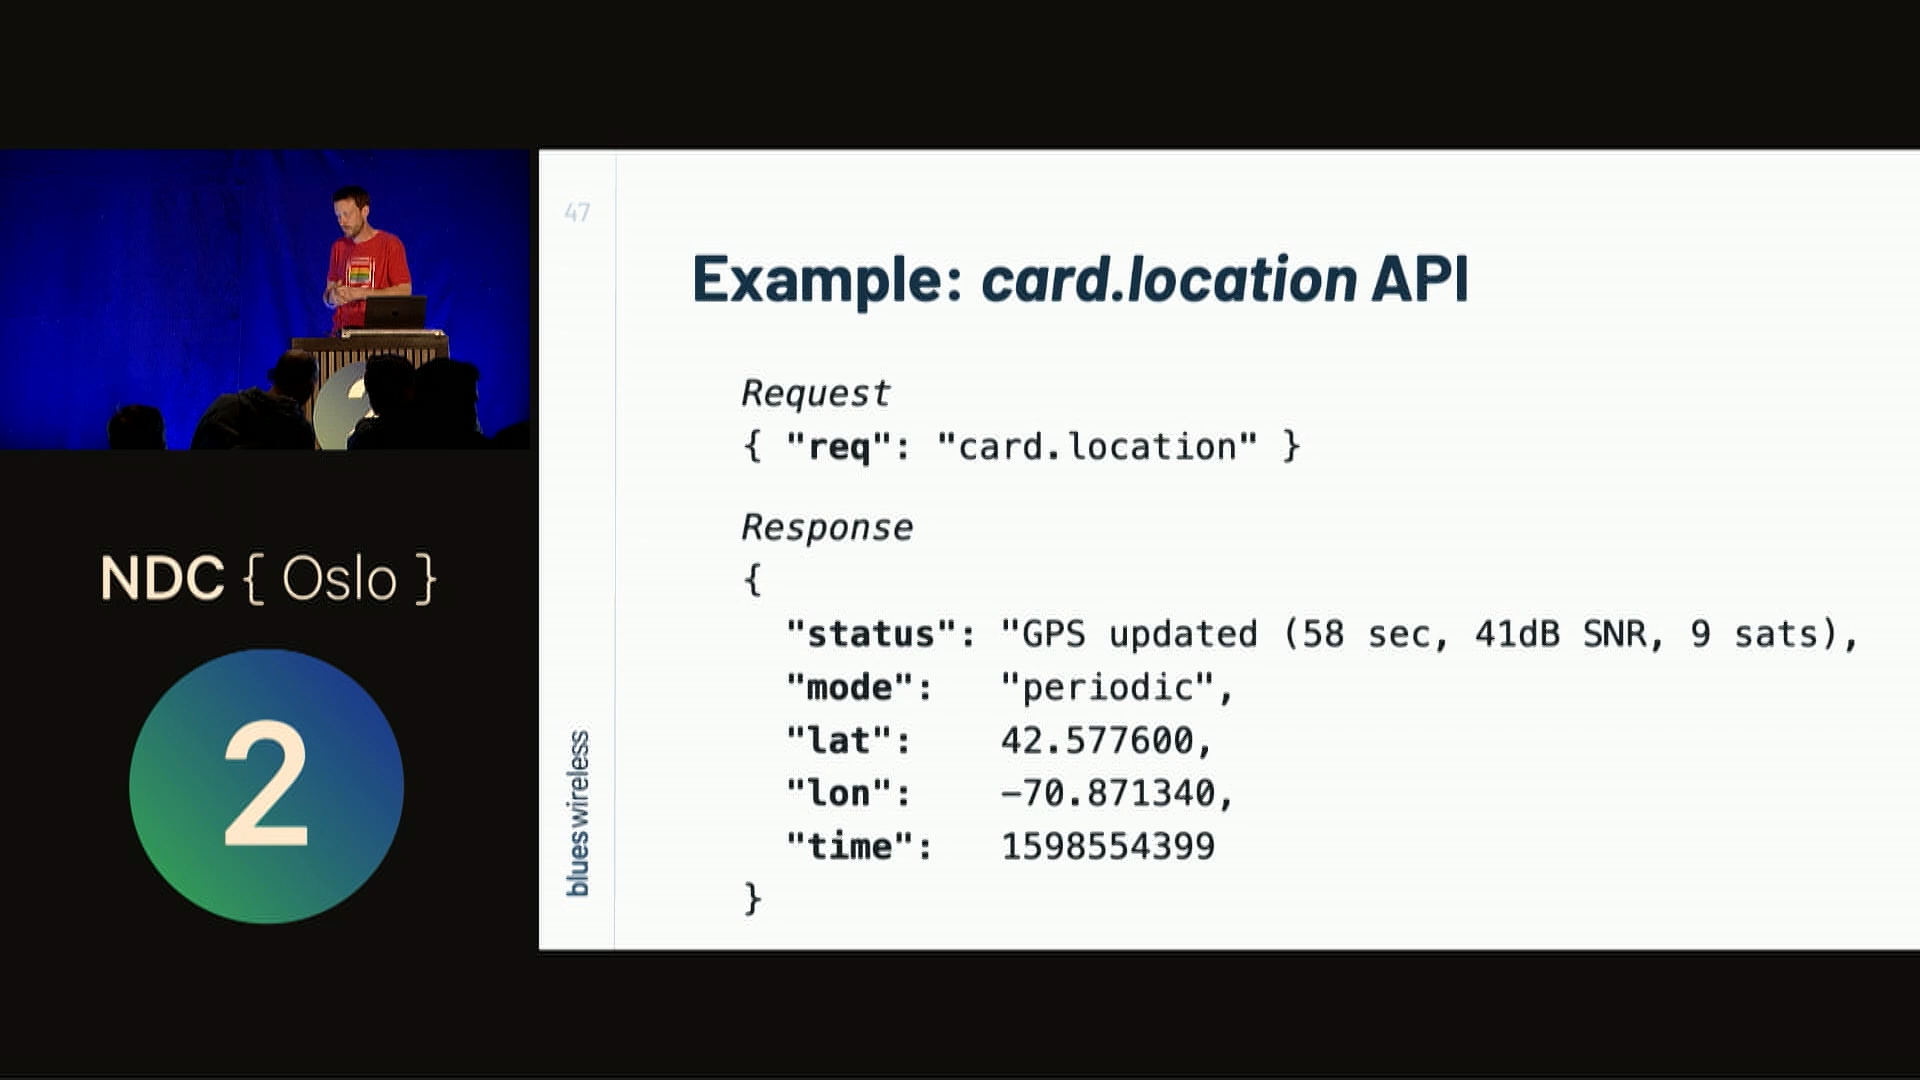 47
Example: card.location API
Request
{ "req": "card.location" }
Response
{
"status": "GPS updated (58 sec, 41dB SNR, 9 sats),
"mode": "periodic",
"lat": 42.577600,
"lon": −70.871340,
"time": 1598554399
}
blues wireless
NDC { Oslo }
2